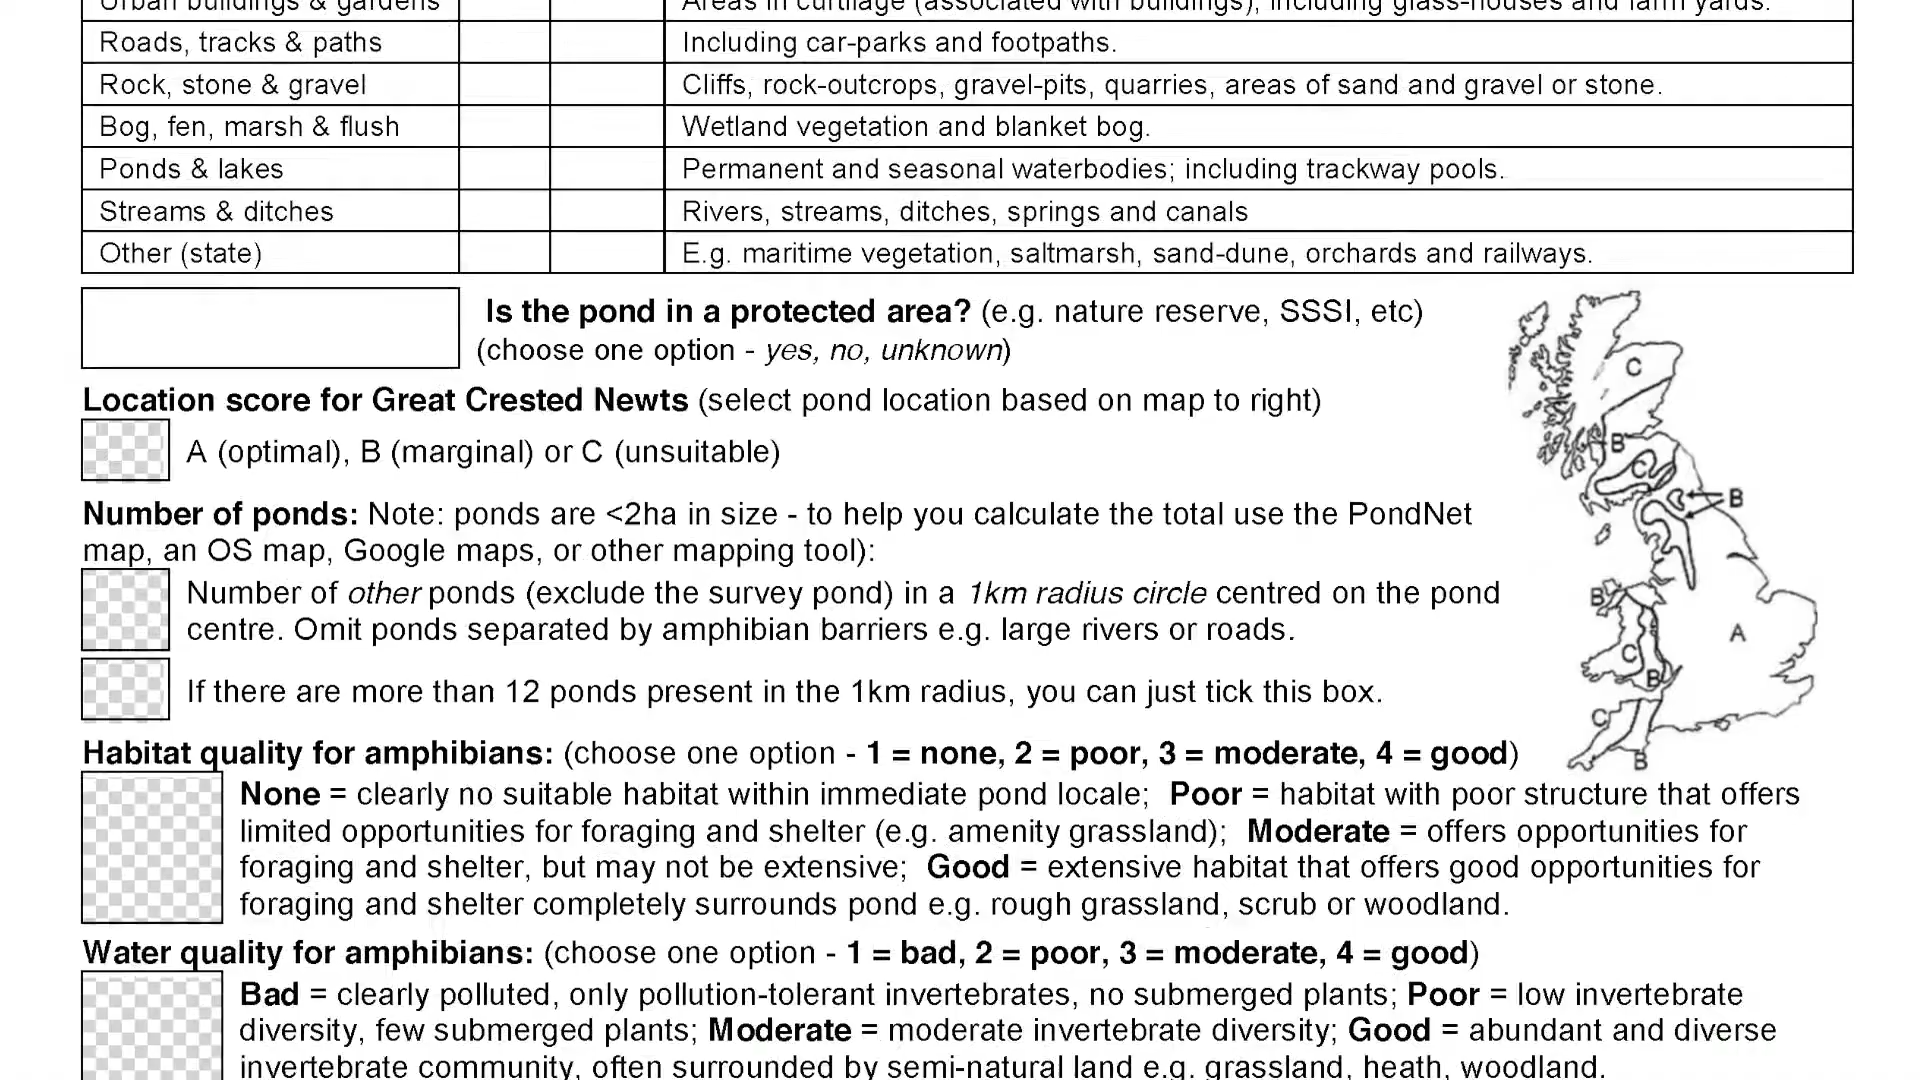 Urban buildings & gardens Areas in curtilage (associated with buildings), including glass-houses and farm yards.
Roads, tracks & paths Including car-parks and footpaths.
Rock, stone & gravel Cliffs, rock-outcrops, gravel-pits, quarries, areas of sand and gravel or stone.
Bog, fen, marsh & flush Wetland vegetation and blanket bog.
Ponds & lakes Permanent and seasonal waterbodies; including trackway pools.
Streams & ditches Rivers, streams, ditches, springs and canals
Other (state) E.g. maritime vegetation, saltmarsh, sand-dune, orchards and railways.
Is the pond in a protected area? (e.g. nature reserve, SSSI, etc)
(choose one option - yes, no, unknown)
Location score for Great Crested Newts (select pond location based on map to right)
A (optimal), B (marginal) or C (unsuitable)
Number of ponds: Note: ponds are <2ha in size - to help you calculate the total use the PondNet
map, an OS map, Google maps, or other mapping tool):
Number of other ponds (exclude the survey pond) in a 1km radius circle centred on the pond
centre. Omit ponds separated by amphibian barriers e.g. large rivers or roads.
If there are more than 12 ponds present in the 1km radius, you can just tick this box.
C
B
C
B
B
A
C
B
C
B
Habitat quality for amphibians: (choose one option - 1 = none, 2 = poor, 3 = moderate, 4 = good)
None = clearly no suitable habitat within immediate pond locale; Poor = habitat with poor structure that offers
limited opportunities for foraging and shelter (e.g. amenity grassland); Moderate = offers opportunities for
foraging and shelter, but may not be extensive; Good = extensive habitat that offers good opportunities for
foraging and shelter completely surrounds pond e.g. rough grassland, scrub or woodland.
Water quality for amphibians: (choose one option - 1 = bad, 2 = poor, 3 = moderate, 4 = good)
Bad = clearly polluted, only pollution-tolerant invertebrates, no submerged plants; Poor = low invertebrate
diversity, few submerged plants; Moderate = moderate invertebrate diversity; Good = abundant and diverse
invertebrate community, often surrounded by semi-natural land e.g. grassland, heath, woodland.